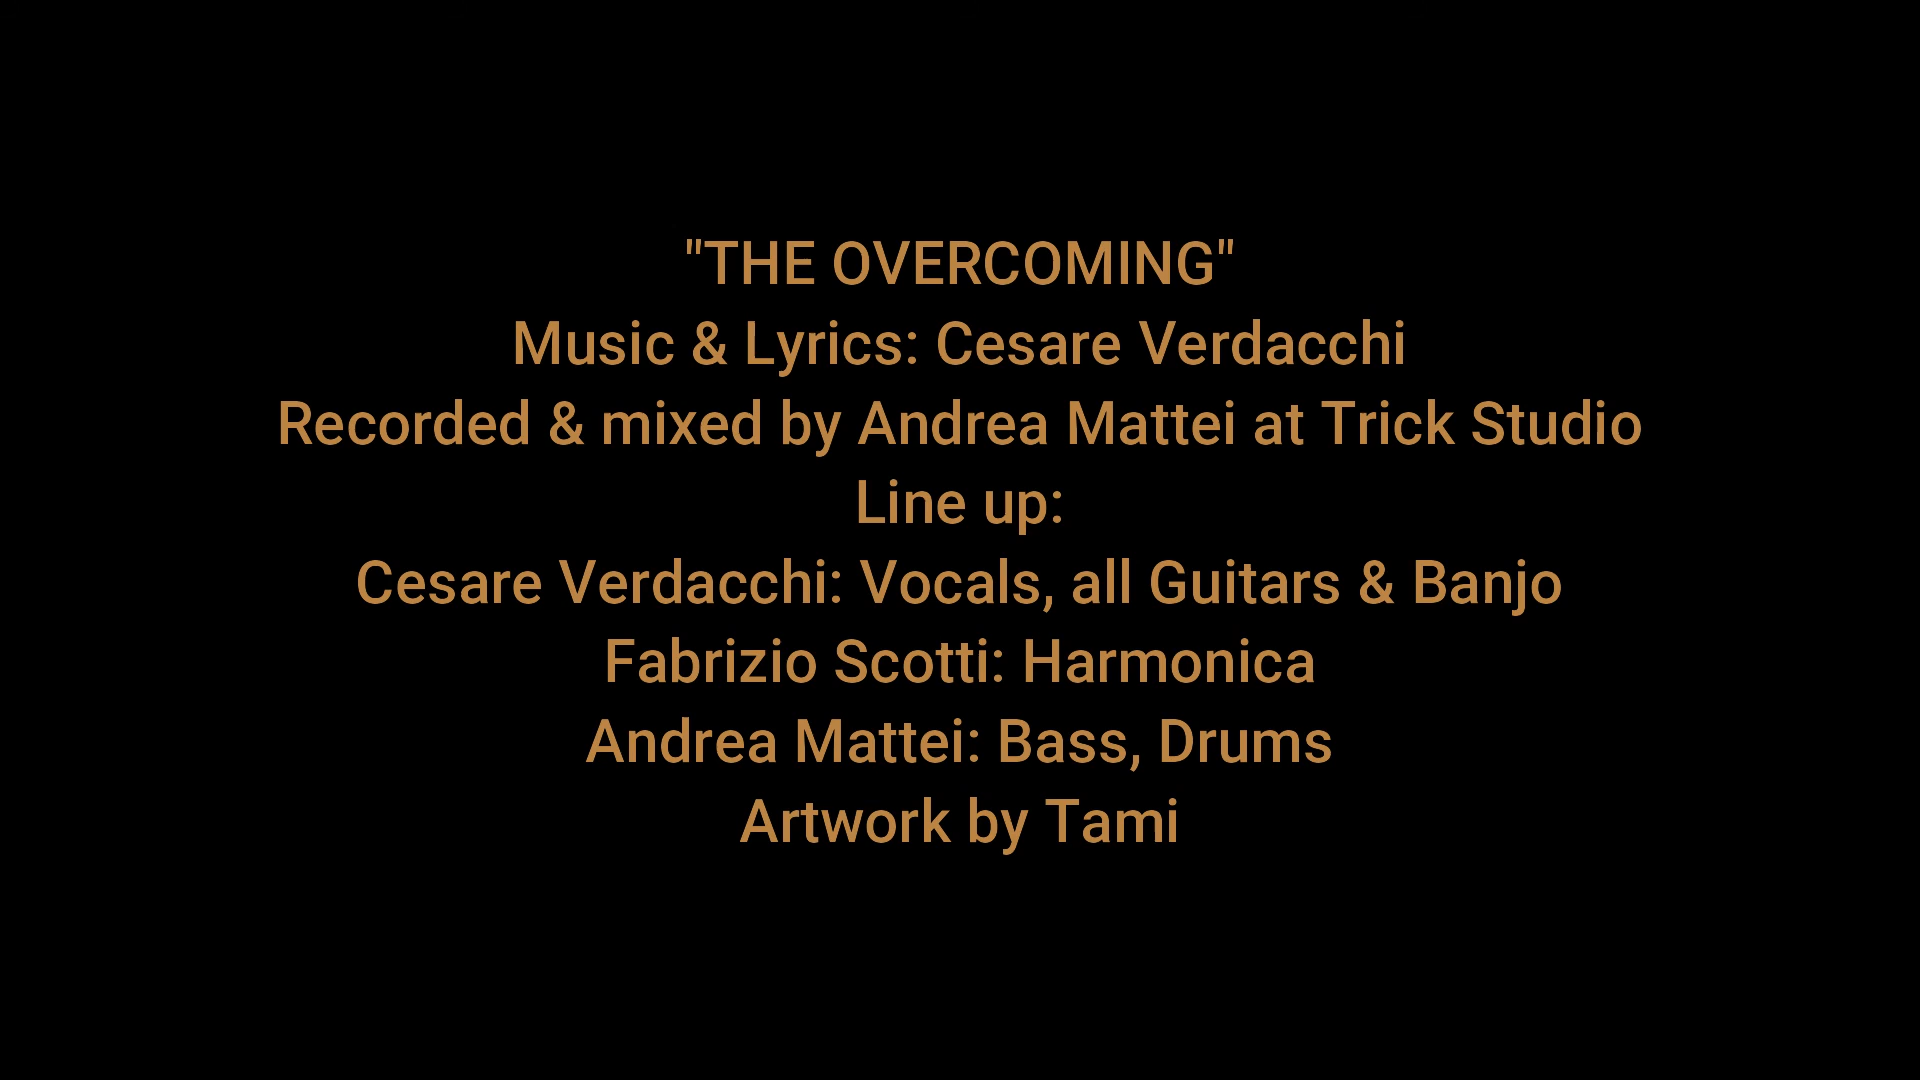 "THE OVERCOMING"
Music & Lyrics: Cesare Verdacchi
Recorded & mixed by Andrea Mattei at Trick Studio
Line up:
Cesare Verdacchi: Vocals, all Guitars & Banjo
Fabrizio Scotti: Harmonica
Andrea Mattei: Bass, Drums
Artwork by Tami